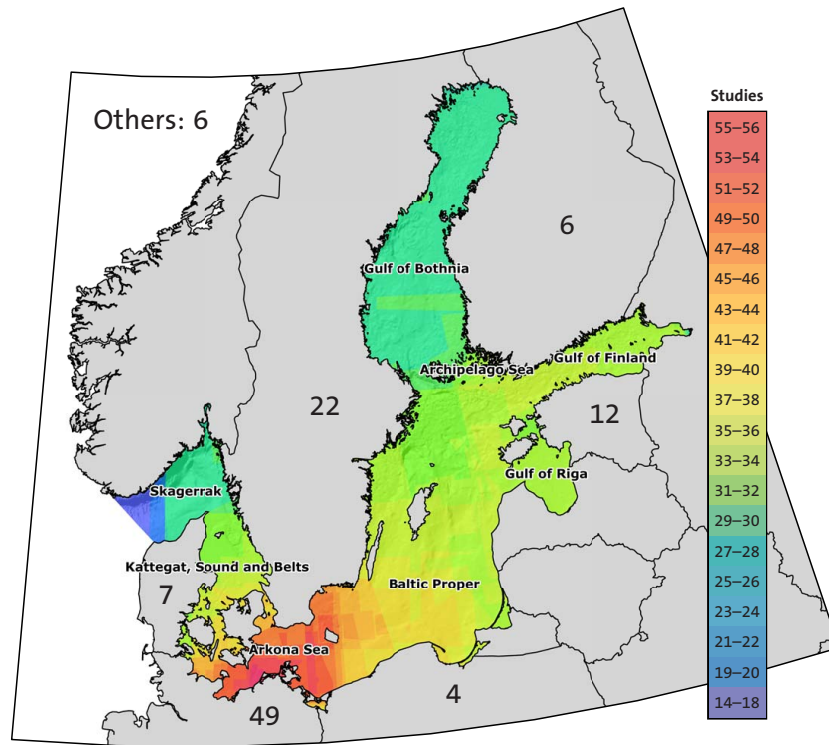 Studies
Others: 6
55–56
53–54
51–52
49–50
47–48
45–46
43–44
41–42
39–40
37–38
35–36
33–34
31–32
29–30
27–28
25–26
23–24
21–22
19–20
14–18
6
Gulf of Bothnia
Gulf of Finland
Archipelago Sea
22
12
Gulf of Riga
Skagerrak
Kattegat, Sound and Belts
Baltic Proper
7
Arkona Sea
4
49